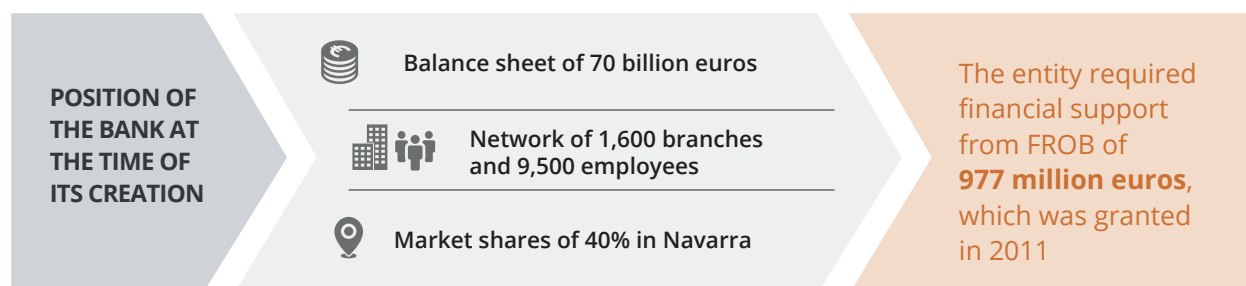 POSITION OF
THE BANK AT
THE TIME OF
ITS CREATION
Balance sheet of 70 billion euros
Network of 1,600 branches
and 9,500 employees
Market shares of 40% in Navarra
The entity required
financial support
from FROB of
977 million euros,
which was granted
in 2011